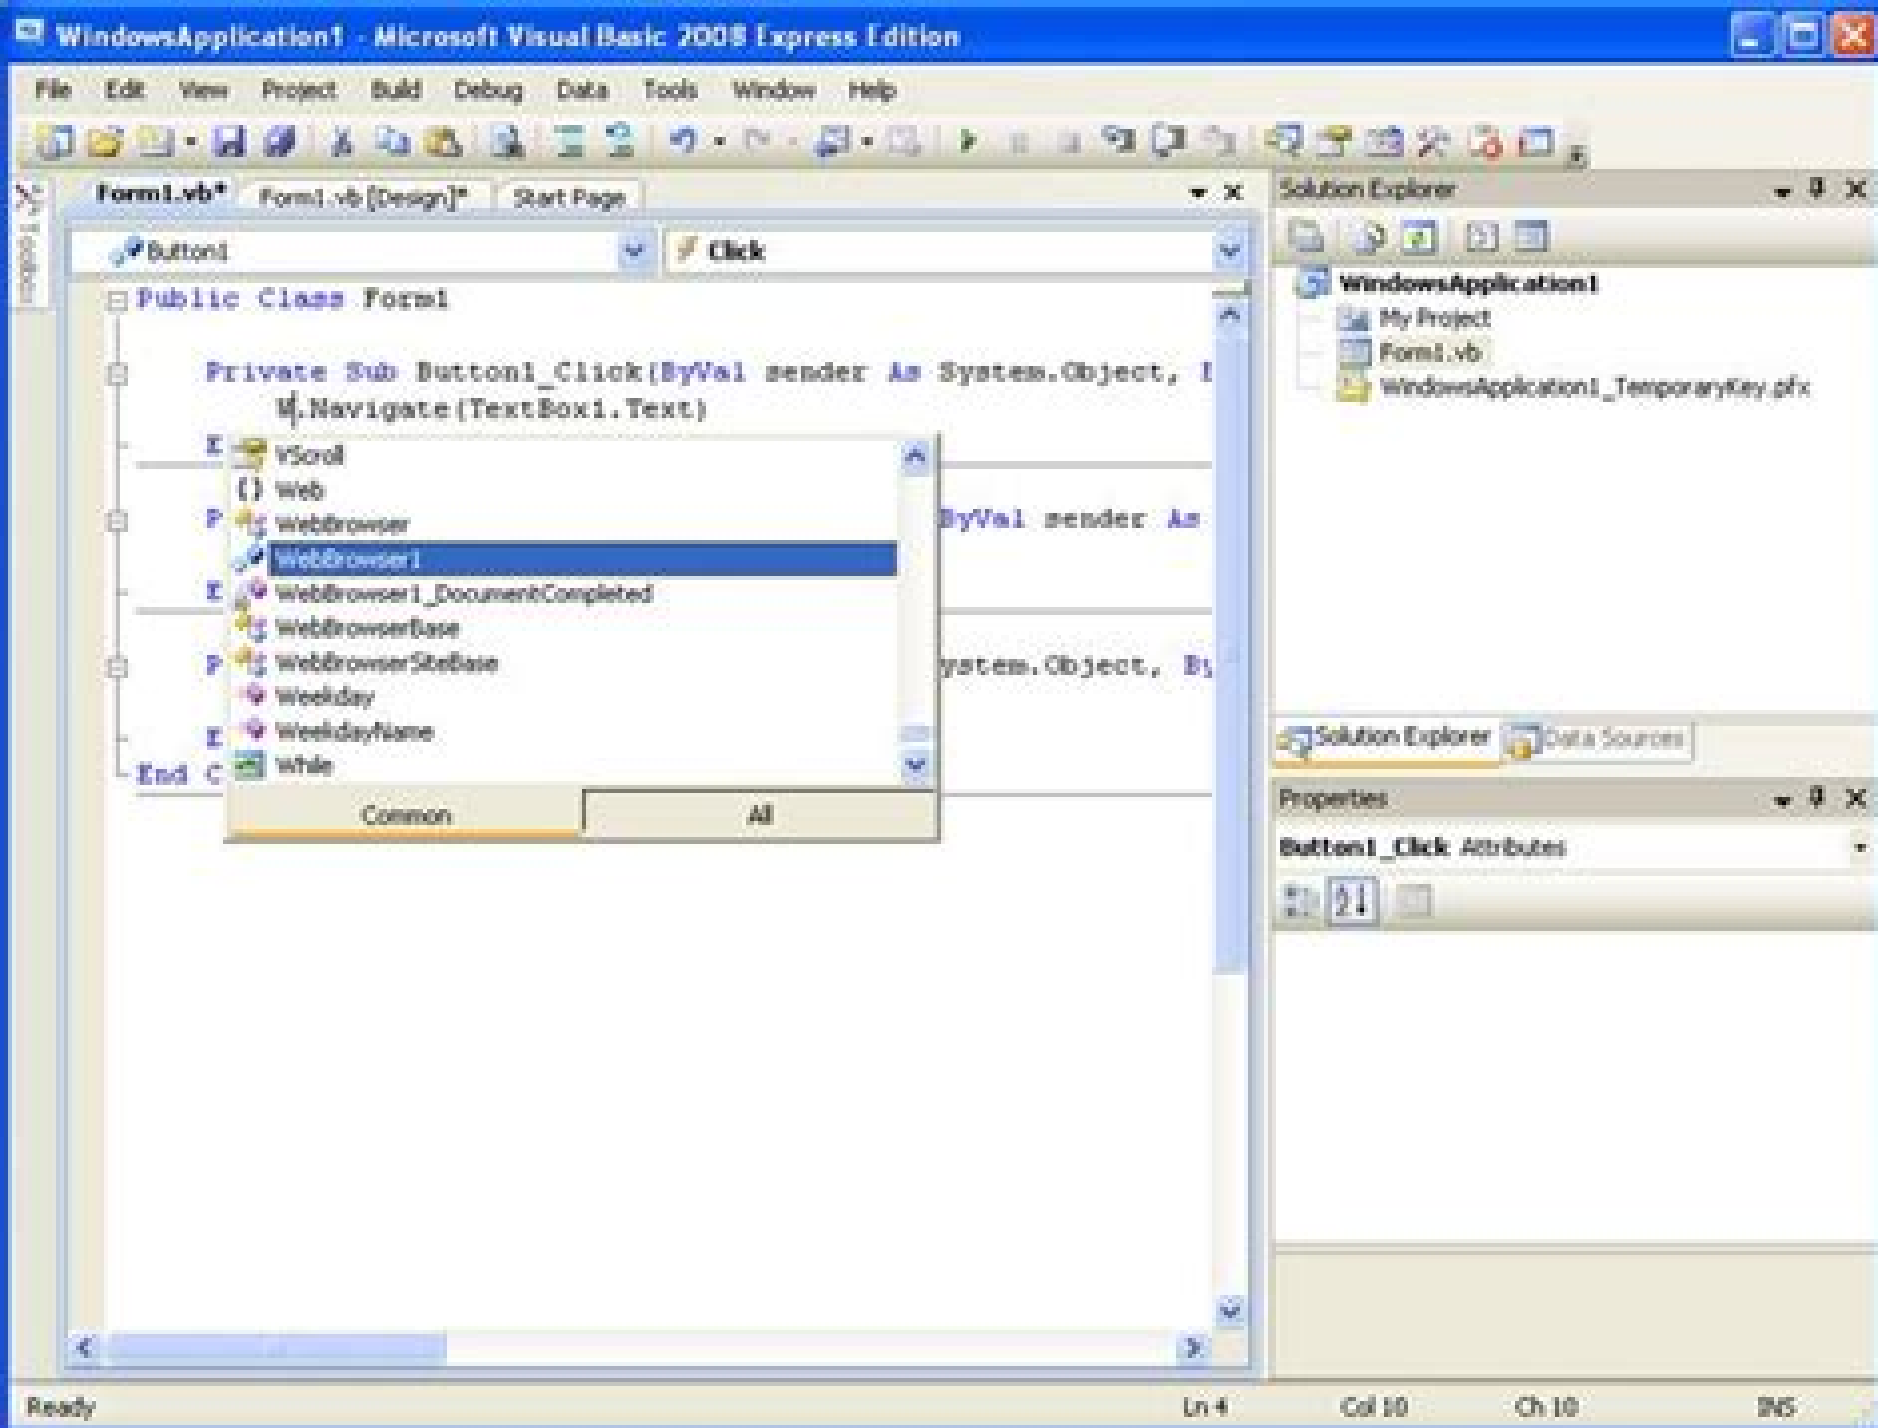 WindowsApplication1 - Microsoft Visual Basic 2008 Express Edition
File Edit View Project Build Debug Data Tools Window Help
Toolbox
Form1.vb* Form1.vb [Design]* Start Page
Button1 Click
Public Class Form1
Private Sub Button1_Click(ByVal sender As System.Object,
W.Navigate(TextBox1.Text)
E
VScroll
{} Web
P ByVal sender As
WebBrowser
WebBrowser1
E
WebBrowser1_DocumentCompleted
WebBrowserBase
P ystem.Object, By
WebBrowserSiteBase
Weekday
E
WeekdayName
End C
While
Common All
Solution Explorer
WindowsApplication1
My Project
Form1.vb
WindowsApplication1_TemporaryKey.pfx
Solution Explorer Data Sources
Properties
Button1_Click Attributes
Ready Ln 4 Col 10 Ch 10 INS